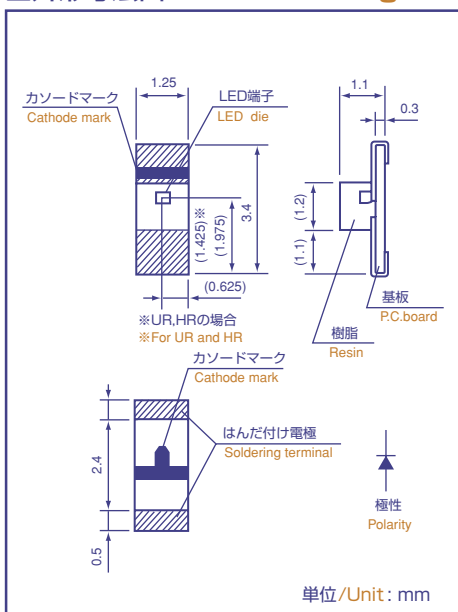 1.25
カソードマーク
Cathode mark
LED端子
LED die
1.1
0.3
3.4
(1.425)※
(1.975)
(0.625)
(1.2)
(1.1)
※UR,HRの場合
※For UR and HR
基板
P.C.board
樹脂
Resin
カソードマーク
Cathode mark
はんだ付け電極
Soldering terminal
2.4
0.5
極性
Polarity
単位/Unit : mm